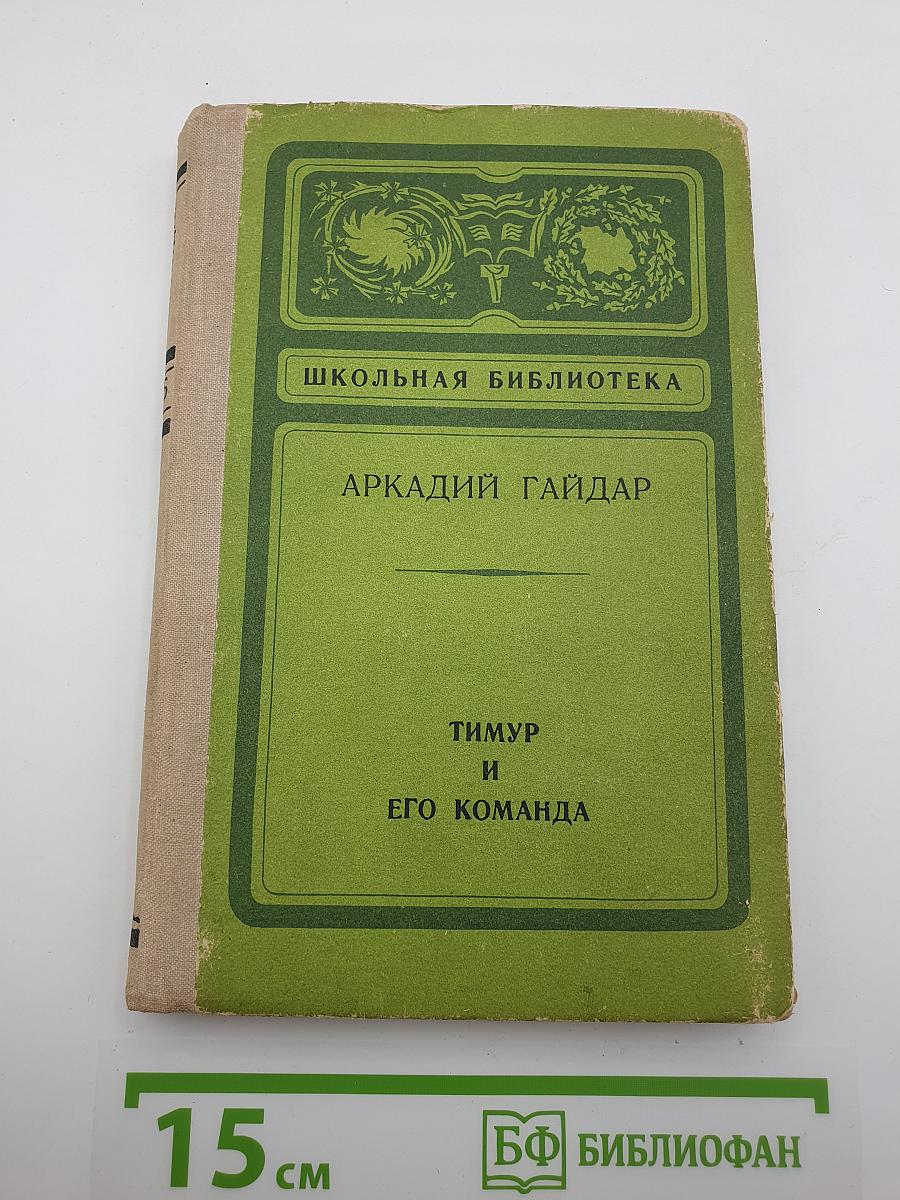 ШКОЛЬНАЯ БИБЛИОТЕКА
АРКАДИЙ ГАЙДАР
ТИМУР
И
ЕГО КОМАНДА
15 СМ
БФ БИБЛИОФАН